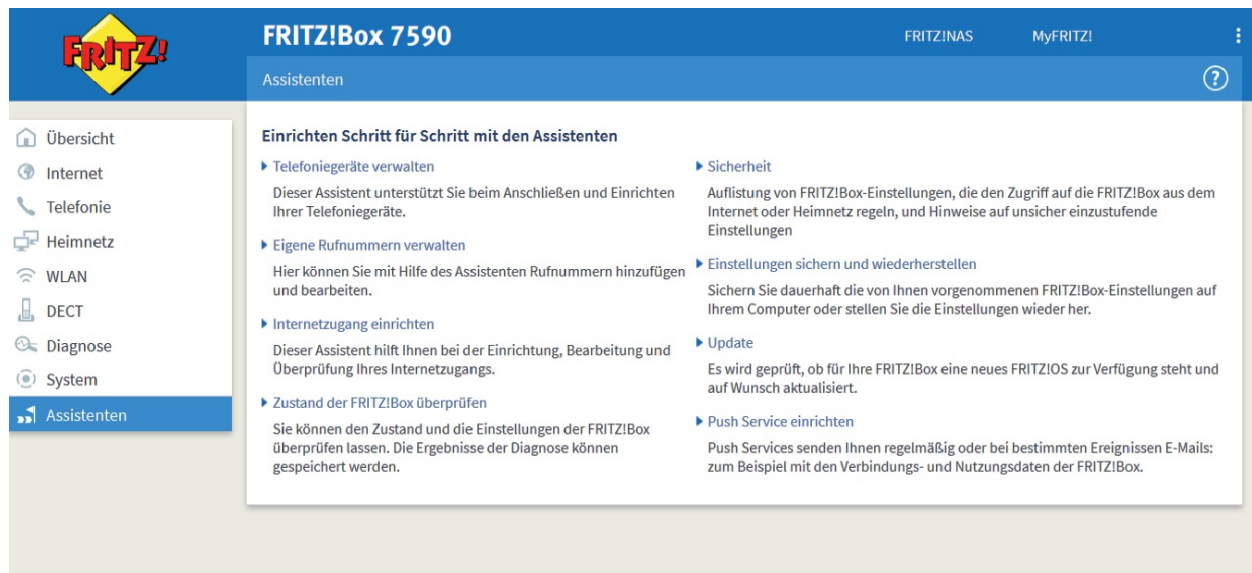 FRITZ!
FRITZ!Box 7590
FRITZ!NAS
MyFRITZ!
Assistenten
?
Übersicht
Internet
Telefonie
Heimnetz
WLAN
DECT
Diagnose
System
Assistenten
Einrichten Schritt für Schritt mit den Assistenten
Telefoniegeräte verwalten
Dieser Assistent unterstützt Sie beim Anschließen und Einrichten
Ihrer Telefoniegeräte.
Eigene Rufnummern verwalten
Hier können Sie mit Hilfe des Assistenten Rufnummern hinzufügen
und bearbeiten.
Internetzugang einrichten
Dieser Assistent hilft Ihnen bei der Einrichtung, Bearbeitung und
Überprüfung Ihres Internetzugangs.
Zustand der FRITZ!Box überprüfen
Sie können den Zustand und die Einstellungen der FRITZ!Box
überprüfen lassen. Die Ergebnisse der Diagnose können
gespeichert werden.
Sicherheit
Auflistung von FRITZ!Box-Einstellungen, die den Zugriff auf die FRITZ!Box aus dem
Internet oder Heimnetz regeln, und Hinweise auf unsicher einzustufende
Einstellungen
Einstellungen sichern und wiederherstellen
Sichern Sie dauerhaft die von Ihnen vorgenommenen FRITZ!Box-Einstellungen auf
Ihrem Computer oder stellen Sie die Einstellungen wieder her.
Update
Es wird geprüft, ob für Ihre FRITZ!Box eine neues FRITZ!OS zur Verfügung steht und
auf Wunsch aktualisiert.
Push Service einrichten
Push Services senden Ihnen regelmäßig oder bei bestimmten Ereignissen E-Mails:
zum Beispiel mit den Verbindungs- und Nutzungsdaten der FRITZ!Box.